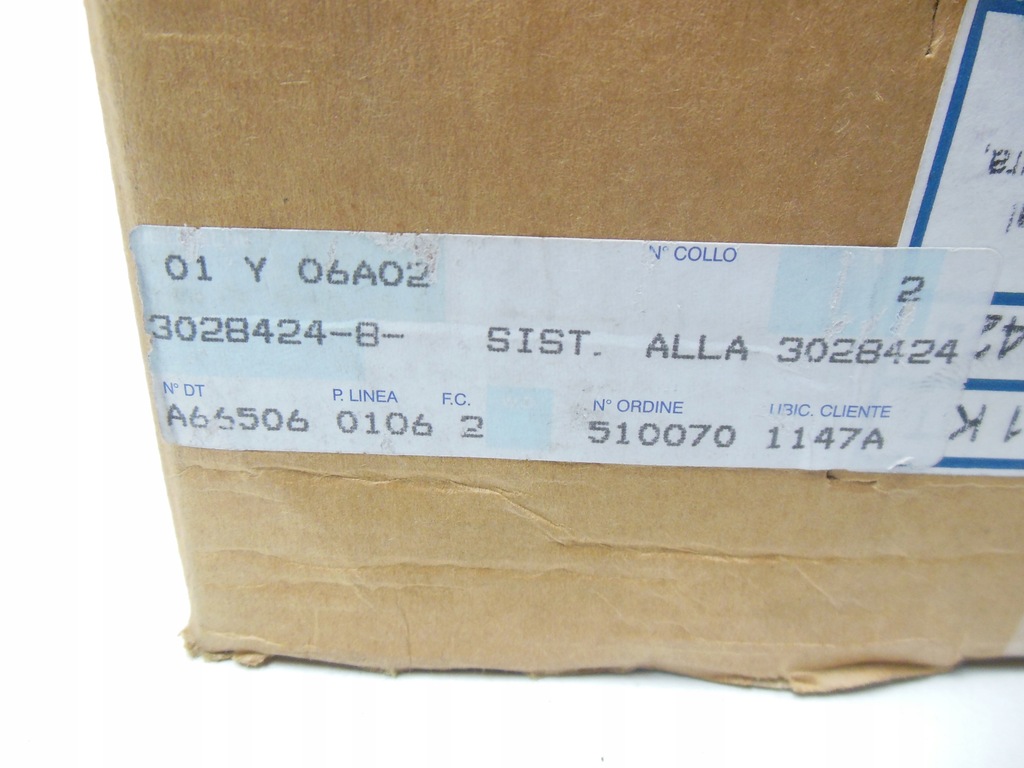 N° COLLO
01 Y 06A02 2
3028424-8- SIST. ALLA 3028424
N° DT P. LINEA F.C. N° ORDINE UBIC. CLIENTE
A66506 0106 2 510070 1147A